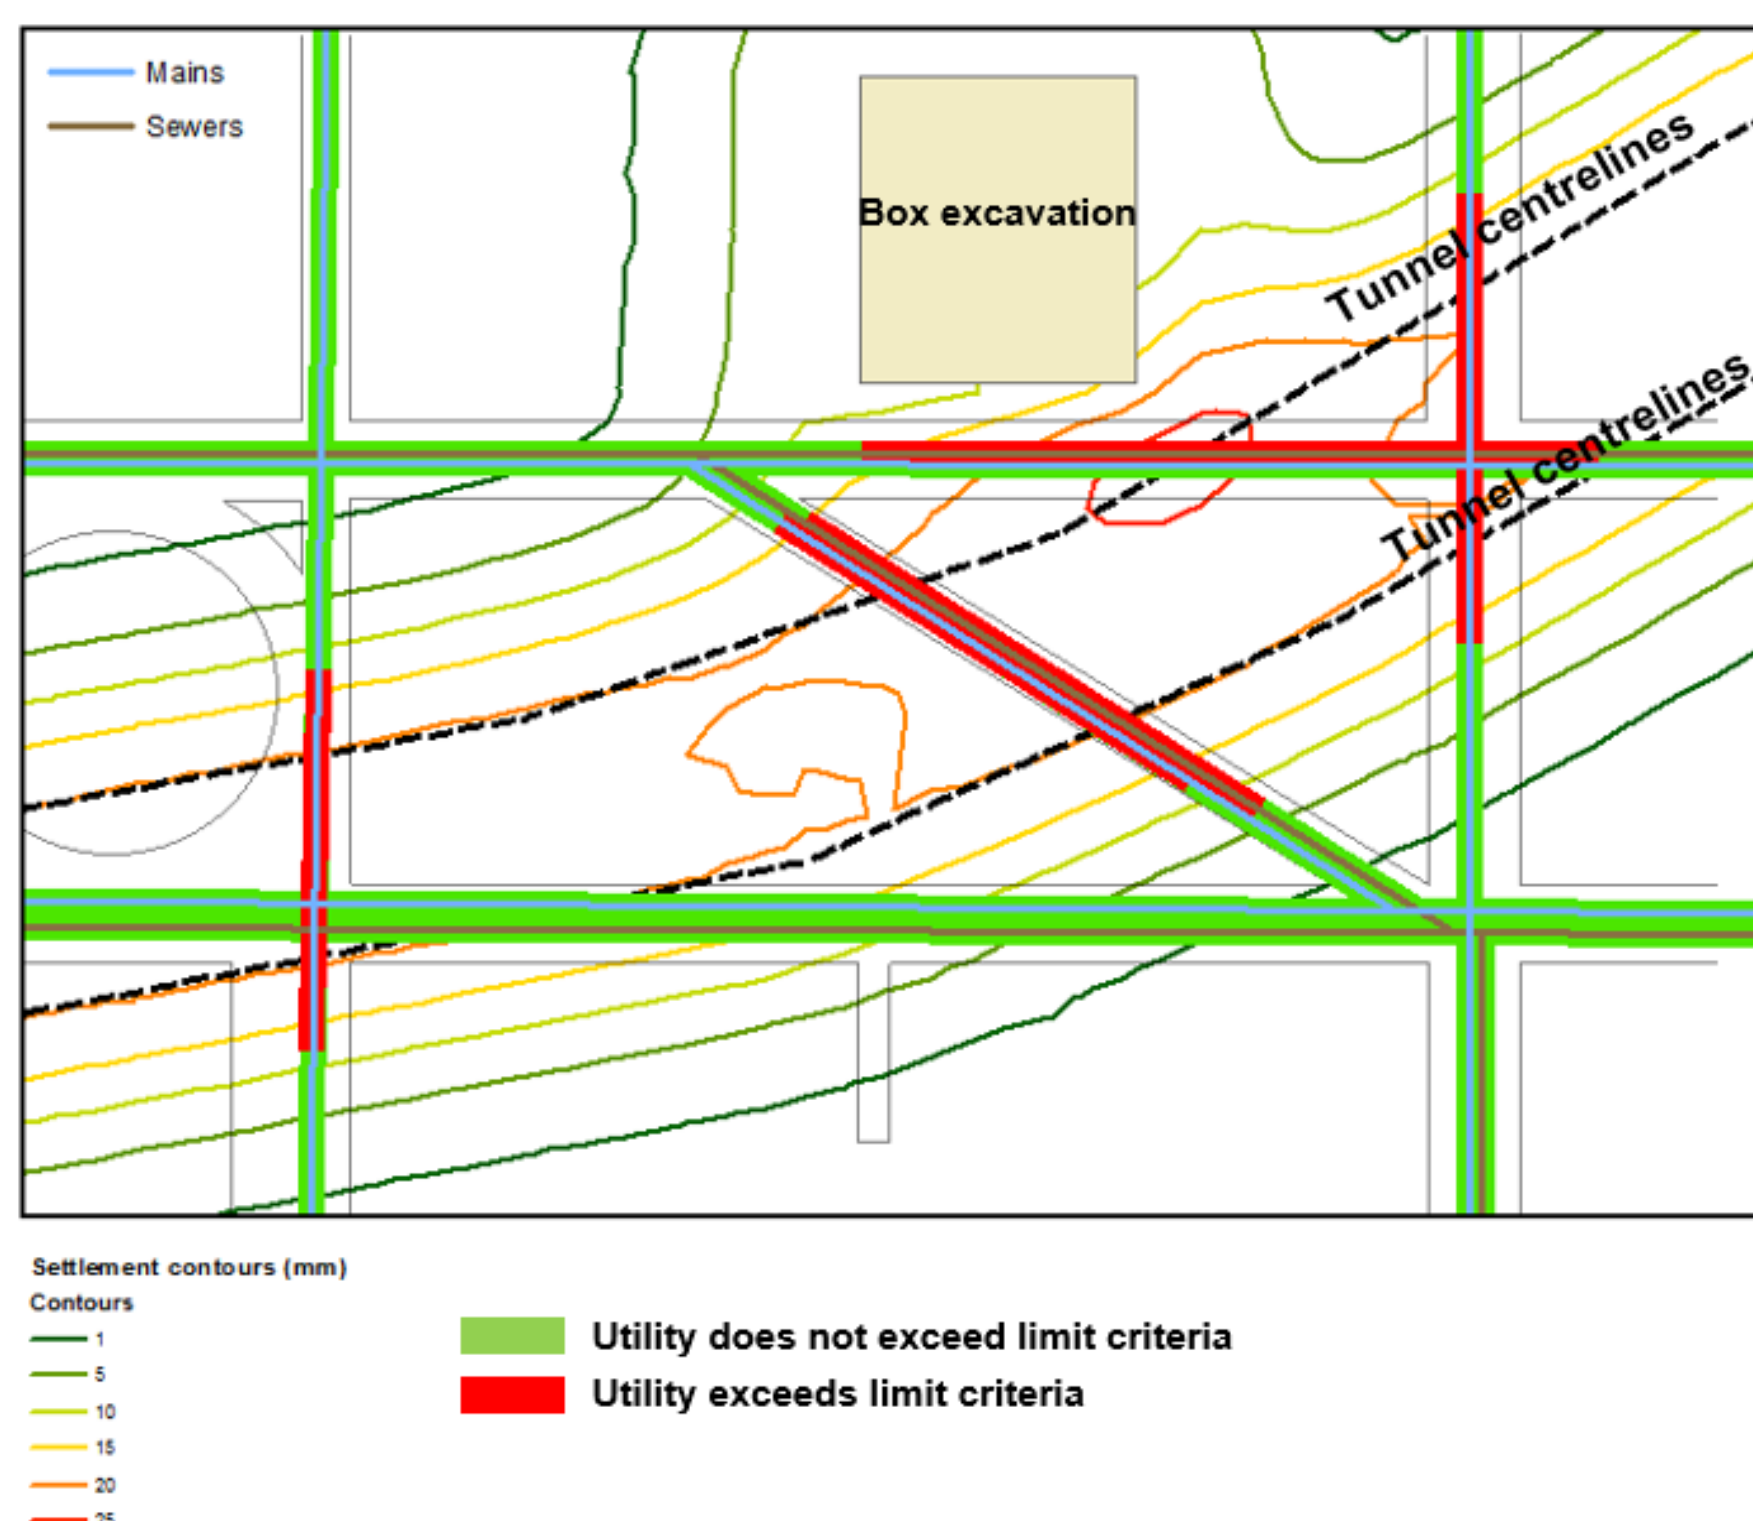 Mains
Sewers
Box excavation
Tunnel centrelines
Tunnel centrelines
Settlement contours (mm)
Contours
1
5
10
15
20
25
Utility does not exceed limit criteria
Utility exceeds limit criteria